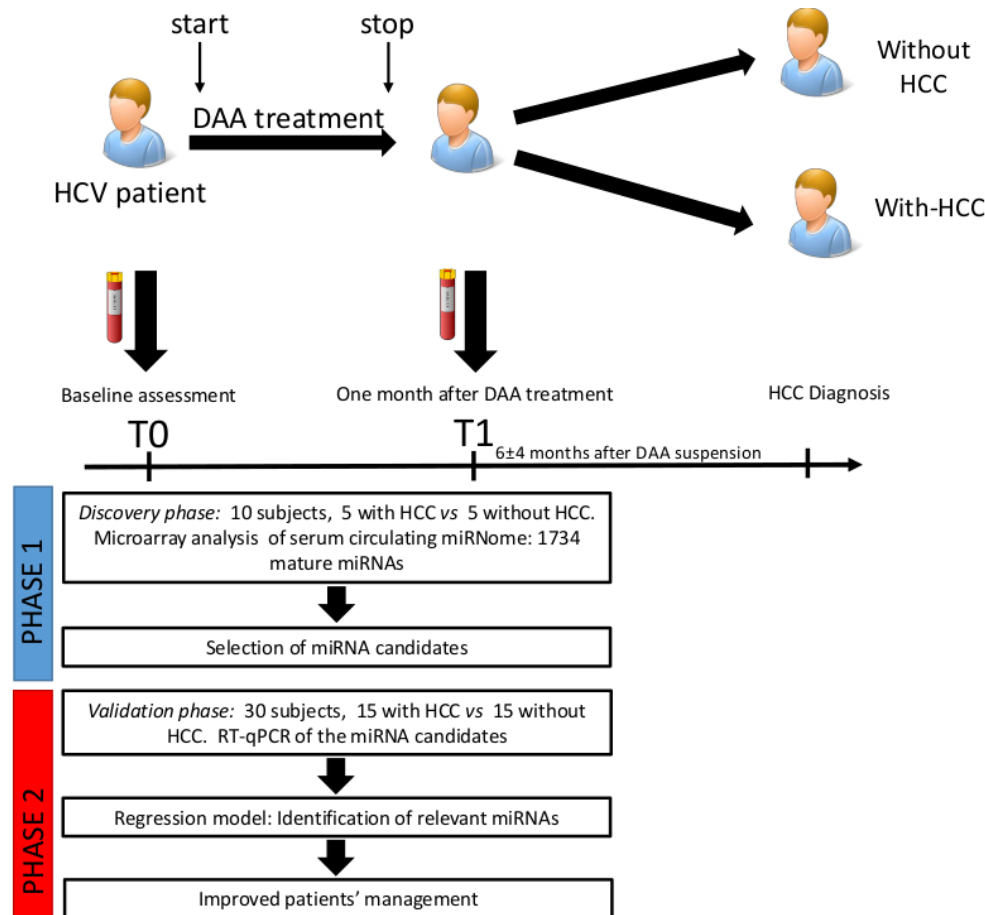 start
stop
DAA treatment
HCV patient
Without
HCC
With-HCC
Baseline assessment
One month after DAA treatment
HCC Diagnosis
T0
T1
6±4 months after DAA suspension
PHASE 1
Discovery phase: 10 subjects, 5 with HCC vs 5 without HCC.
Microarray analysis of serum circulating miRNome: 1734
mature miRNAs
Selection of miRNA candidates
PHASE 2
Validation phase: 30 subjects, 15 with HCC vs 15 without
HCC. RT-qPCR of the miRNA candidates
Regression model: Identification of relevant miRNAs
Improved patients' management